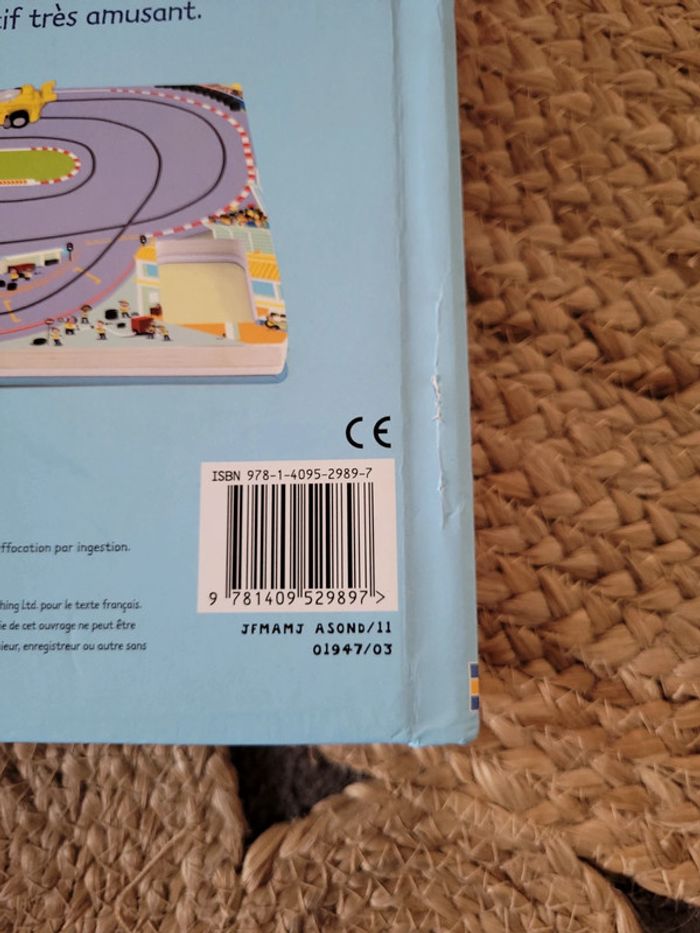 if très amusant.
CE
ISBN 978-1-4095-2989-7
9 781409 529897 >
ffocation par ingestion.
hing Ltd. pour le texte français.
ie de cet ouvrage ne peut être
ieur, enregistreur ou autre sans
JFMAMJ ASOND/11
01947/03